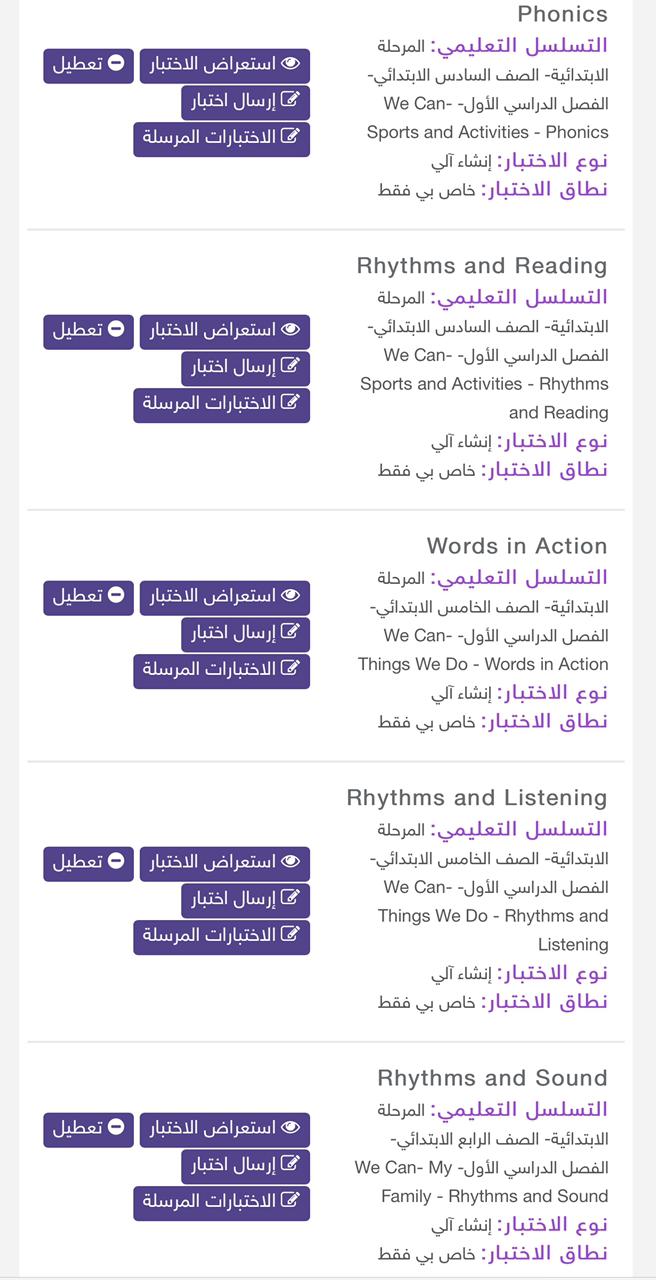 Phonics
التسلسل التعليمي: المرحلة
الابتدائية- الصف السادس الابتدائي-
الفصل الدراسي الأول- -We Can
Sports and Activities - Phonics
نوع الاختبار: إنشاء آلي
نطاق الاختبار: خاص بي فقط
استعراض الاختبار
تعطيل
إرسال اختبار
الاختبارات المرسلة
Rhythms and Reading
التسلسل التعليمي: المرحلة
الابتدائية- الصف السادس الابتدائي-
الفصل الدراسي الأول- -We Can
Sports and Activities - Rhythms
and Reading
نوع الاختبار: إنشاء آلي
نطاق الاختبار: خاص بي فقط
استعراض الاختبار
تعطيل
إرسال اختبار
الاختبارات المرسلة
Words in Action
التسلسل التعليمي: المرحلة
الابتدائية- الصف الخامس الابتدائي-
الفصل الدراسي الأول- -We Can
Things We Do - Words in Action
نوع الاختبار: إنشاء آلي
نطاق الاختبار: خاص بي فقط
استعراض الاختبار
تعطيل
إرسال اختبار
الاختبارات المرسلة
Rhythms and Listening
التسلسل التعليمي: المرحلة
الابتدائية- الصف الخامس الابتدائي-
الفصل الدراسي الأول- -We Can
Things We Do - Rhythms and
Listening
نوع الاختبار: إنشاء آلي
نطاق الاختبار: خاص بي فقط
استعراض الاختبار
تعطيل
إرسال اختبار
الاختبارات المرسلة
Rhythms and Sound
التسلسل التعليمي: المرحلة
الابتدائية- الصف الرابع الابتدائي-
الفصل الدراسي الأول- We Can- My
Family - Rhythms and Sound
نوع الاختبار: إنشاء آلي
نطاق الاختبار: خاص بي فقط
استعراض الاختبار
تعطيل
إرسال اختبار
الاختبارات المرسلة